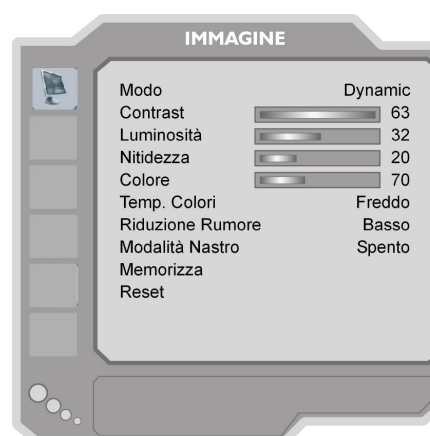 IMMAGINE
Modo Dynamic
Contrast 63
Luminosità 32
Nitidezza 20
Colore 70
Temp. Colori Freddo
Riduzione Rumore Basso
Modalità Nastro Spento
Memorizza
Reset